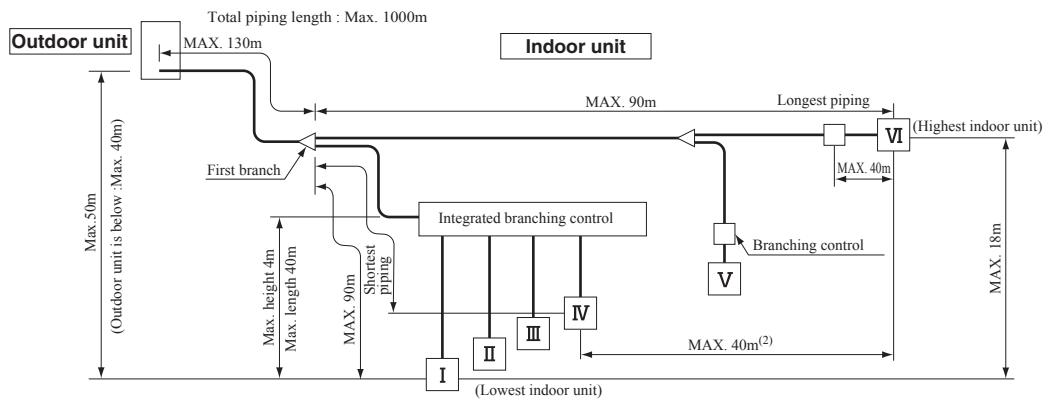 Total piping length : Max. 1000m
Outdoor unit
MAX. 130m
Indoor unit
MAX. 90m
Longest piping
VI
(Highest indoor unit)
First branch
MAX. 40m
Max.50m
(Outdoor unit is below :Max. 40m)
Integrated branching control
Max. height 4m
Max. length 40m
MAX. 90m
Shortest
piping
Branching control
V
MAX. 18m
IV
III
II
I
MAX. 40m(2)
(Lowest indoor unit)